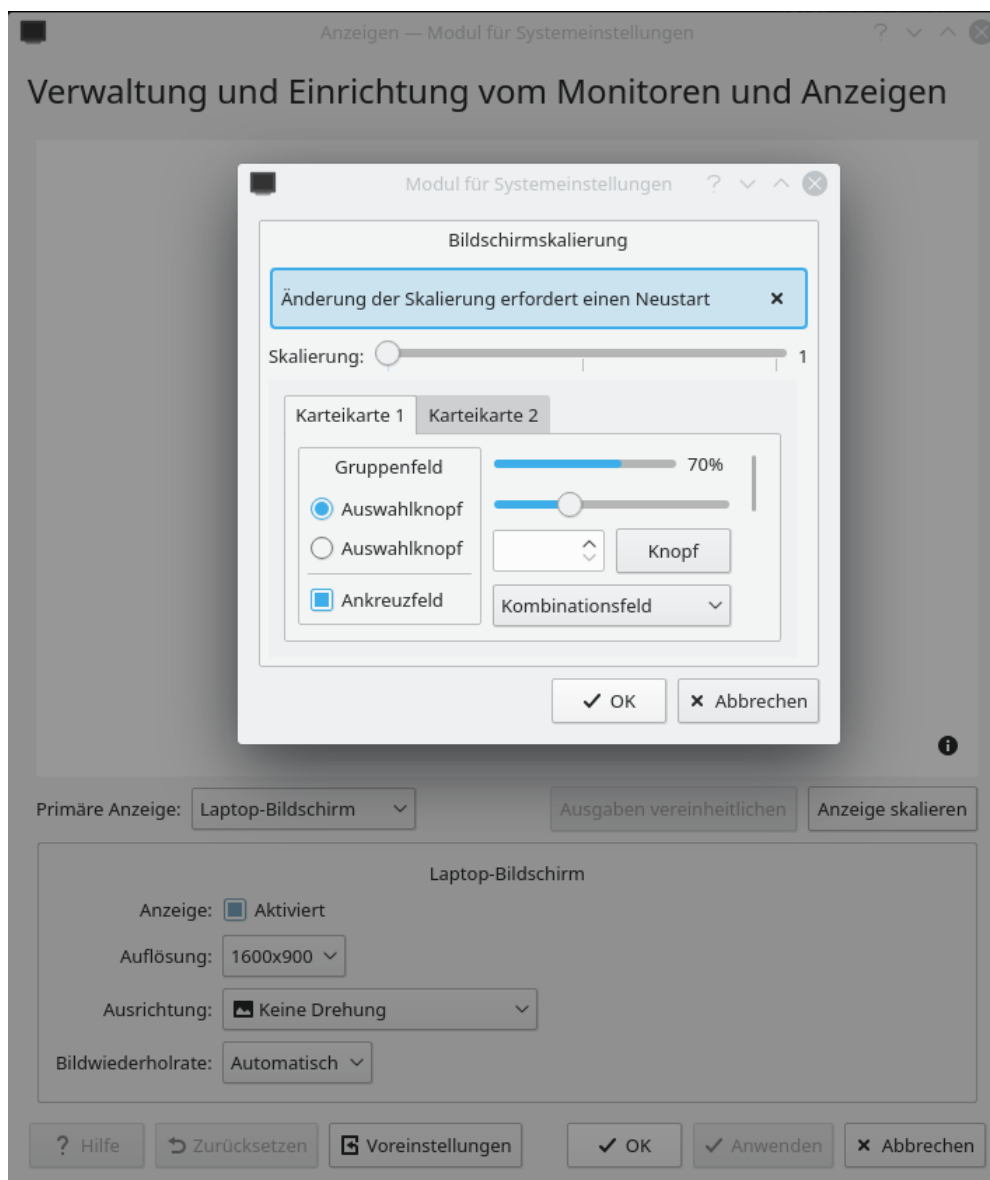 Anzeigen — Modul für Systemeinstellungen
Verwaltung und Einrichtung vom Monitoren und Anzeigen
Modul für Systemeinstellungen
Bildschirmskalierung
Änderung der Skalierung erfordert einen Neustart
Skalierung: 1
Karteikarte 1 Karteikarte 2
Gruppenfeld 70%
Auswahlknopf
Auswahlknopf Knopf
Ankreuzfeld Kombinationsfeld
OK Abbrechen
Primäre Anzeige: Laptop-Bildschirm Ausgaben vereinheitlichen Anzeige skalieren
Laptop-Bildschirm
Anzeige: Aktiviert
Auflösung: 1600x900
Ausrichtung: Keine Drehung
Bildwiederholrate: Automatisch
? Hilfe Zurücksetzen Voreinstellungen OK Anwenden Abbrechen